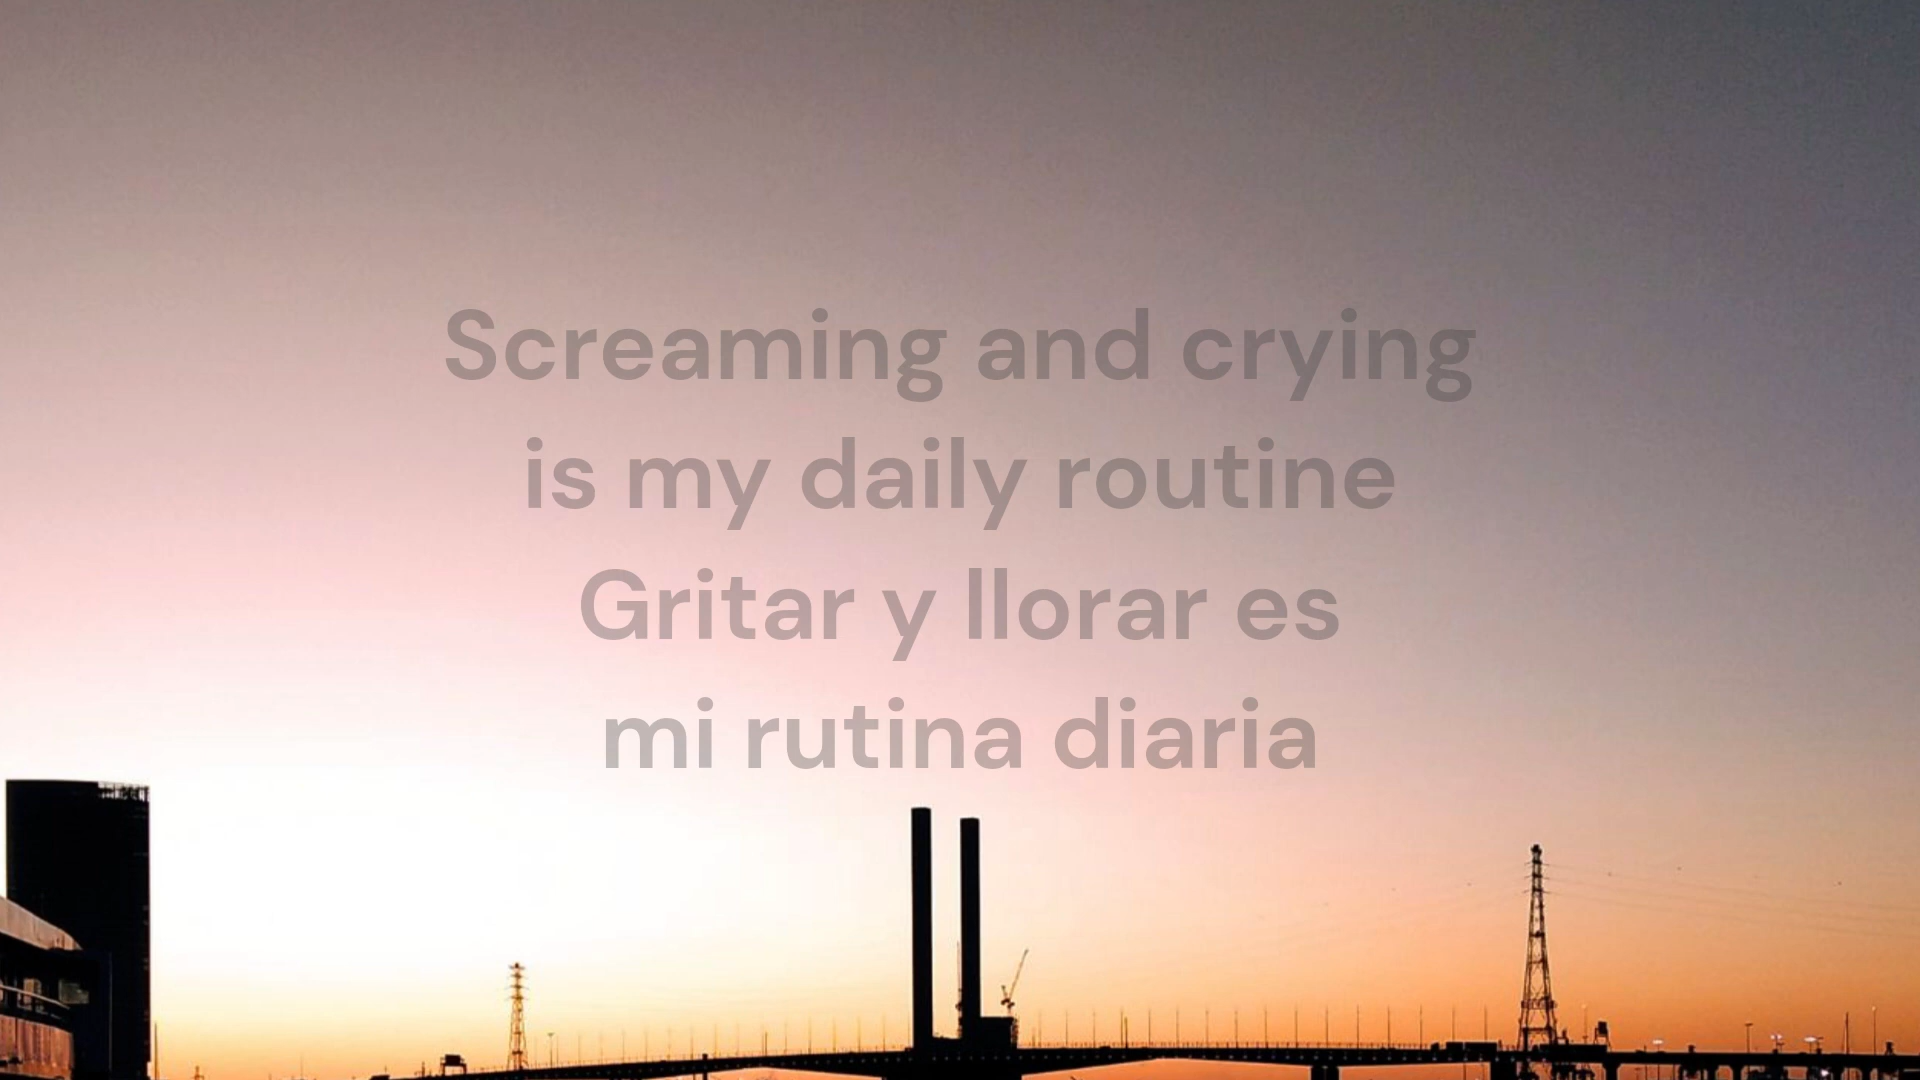 Screaming and crying
is my daily routine
Gritar y llorar es
mi rutina diaria